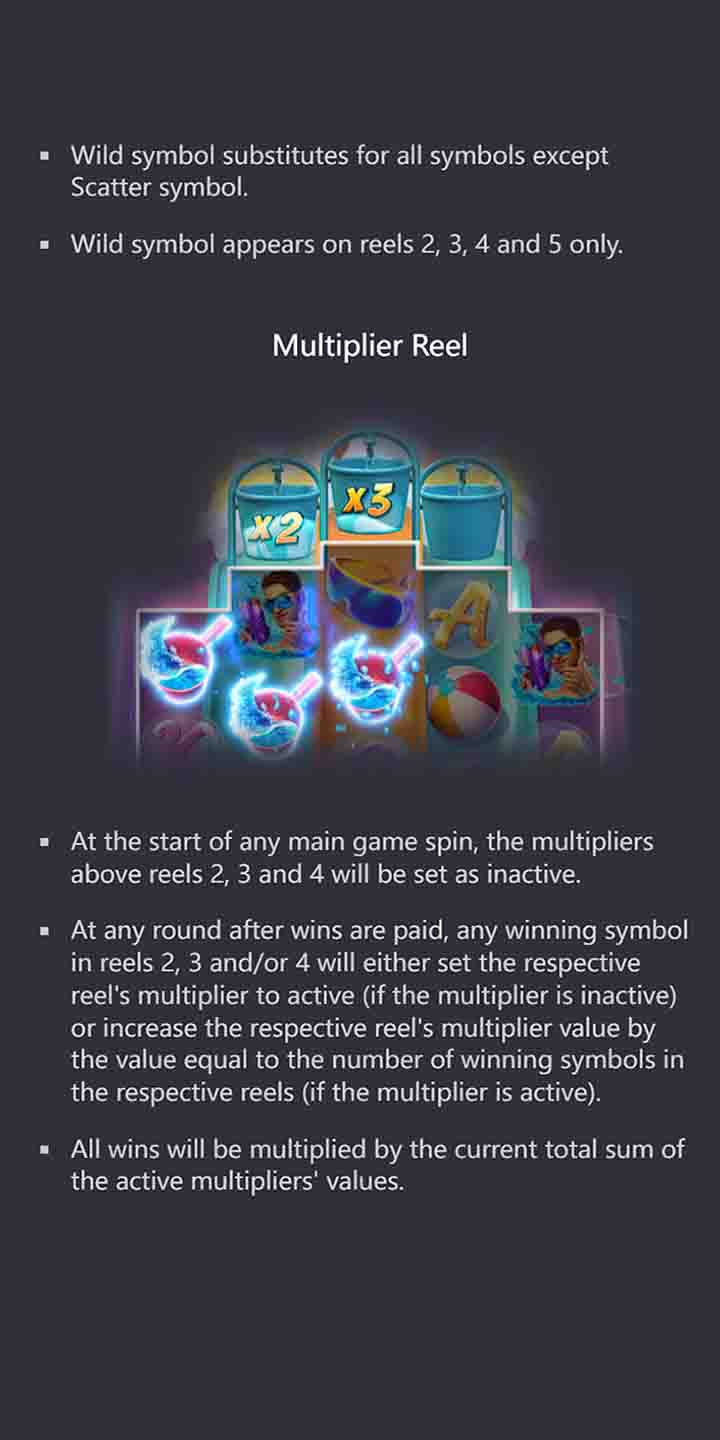 ▪ Wild symbol substitutes for all symbols except
Scatter symbol.
▪ Wild symbol appears on reels 2, 3, 4 and 5 only.
Multiplier Reel
x3
x2
A
▪ At the start of any main game spin, the multipliers
above reels 2, 3 and 4 will be set as inactive.
▪ At any round after wins are paid, any winning symbol
in reels 2, 3 and/or 4 will either set the respective
reel's multiplier to active (if the multiplier is inactive)
or increase the respective reel's multiplier value by
the value equal to the number of winning symbols in
the respective reels (if the multiplier is active).
▪ All wins will be multiplied by the current total sum of
the active multipliers' values.